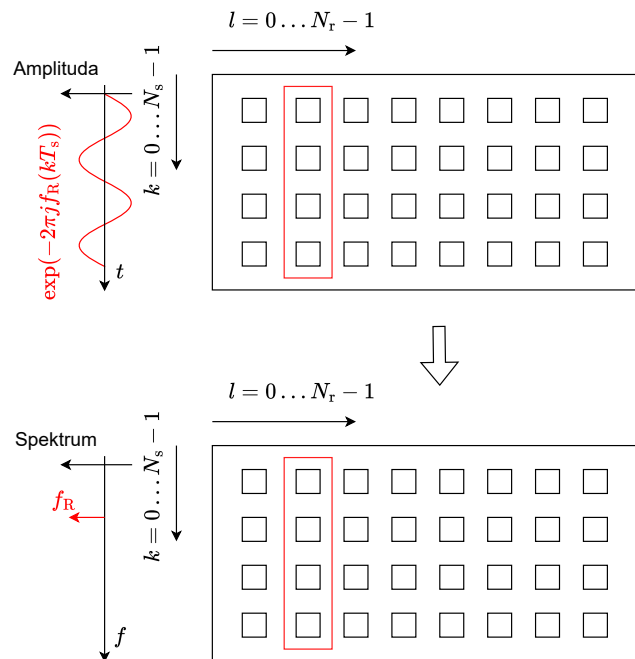 l = 0 … N_r − 1
Amplituda
k = 0 … N_s − 1
exp(−2πjf_R(kT_s))
t
l = 0 … N_r − 1
Spektrum
k = 0 … N_s − 1
f_R
f